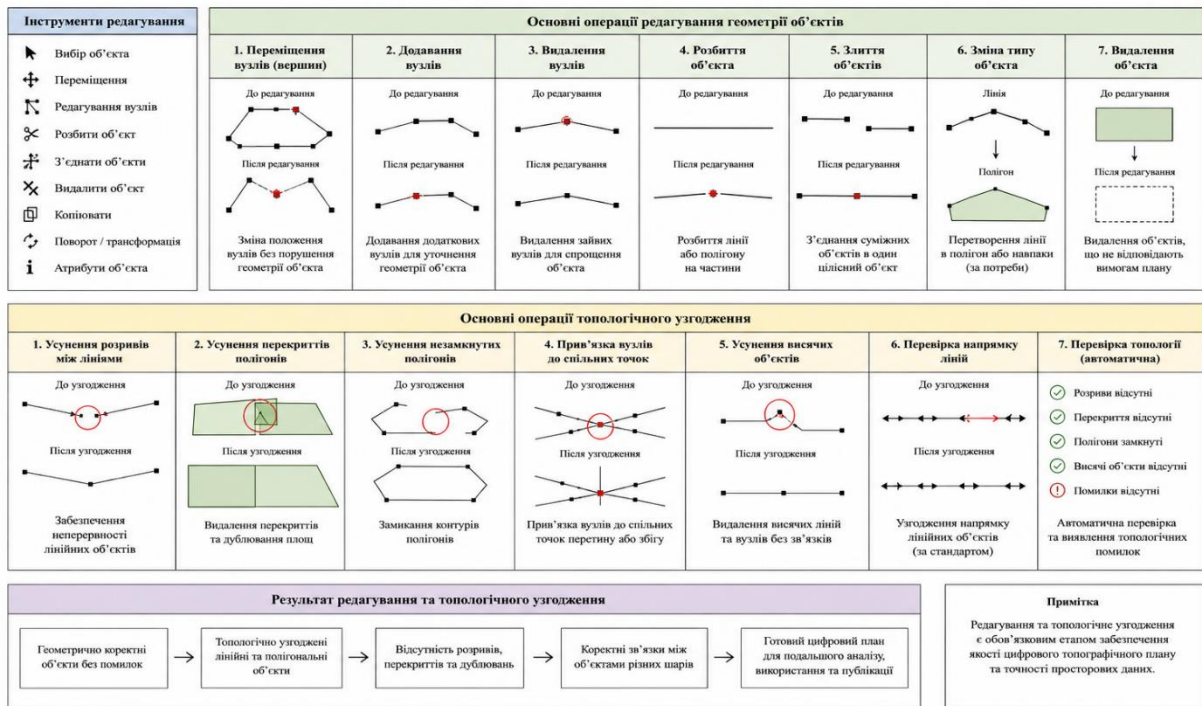 Інструменти редагування
Вибір об'єкта
Переміщення
Редагування вузлів
Розбити об'єкт
З'єднати об'єкти
Видалити об'єкт
Копіювати
Поворот / трансформація
Атрибути об'єкта
Основні операції редагування геометрії об'єктів
1. Переміщення
вузлів (вершин)
До редагування
Після редагування
Зміна положення
вузлів без порушення
геометрії об'єкта
2. Додавання
вузлів
До редагування
Після редагування
Додавання додаткових
вузлів для уточнення
геометрії об'єкта
3. Видалення
вузлів
До редагування
Після редагування
Видалення зайвих
вузлів для спрощення
об'єкта
4. Розбиття
об'єкта
До редагування
Після редагування
Розбиття лінії
або полігону
на частини
5. Злиття
об'єктів
До редагування
Після редагування
З'єднання суміжних
об'єктів в один
цілісний об'єкт
6. Зміна типу
об'єкта
Лінія
Полігон
Перетворення лінії
в полігон або навпаки
(за потреби)
7. Видалення
об'єкта
До редагування
Після редагування
Видалення об'єктів,
що не відповідають
вимогам плану
Основні операції топологічного узгодження
1. Усунення розривів
між лініями
До узгодження
Після узгодження
Забезпечення
неперервності
лінійних об'єктів
2. Усунення перекриттів
полігонів
До узгодження
Після узгодження
Видалення перекриттів
та дублювання площ
3. Усунення незамкнутих
полігонів
До узгодження
Після узгодження
Замикання контурів
полігонів
4. Прив'язка вузлів
до спільних точок
До узгодження
Після узгодження
Прив'язка вузлів до спільних
точок перетину або збігу
5. Усунення висячих
об'єктів
До узгодження
Після узгодження
Видалення висячих ліній
та вузлів без зв'язків
6. Перевірка напрямку
ліній
До узгодження
Після узгодження
Узгодження напрямку
лінійних об'єктів
(за стандартом)
7. Перевірка топології
(автоматична)
Розриви відсутні
Перекриття відсутні
Полігони замкнуті
Висячі об'єкти відсутні
Помилки відсутні
Автоматична перевірка
та виявлення топологічних
помилок
Результат редагування та топологічного узгодження
Геометрично коректні
об'єкти без помилок
Топологічно узгоджені
лінійні та полігональні
об'єкти
Відсутність розривів,
перекриттів та дублювань
Коректні зв'язки між
об'єктами різних шарів
Готовий цифровий план
для подальшого аналізу,
використання та публікації
Примітка
Редагування та топологічне узгодження
є обов'язковим етапом забезпечення
якості цифрового топографічного плану
та точності просторових даних.